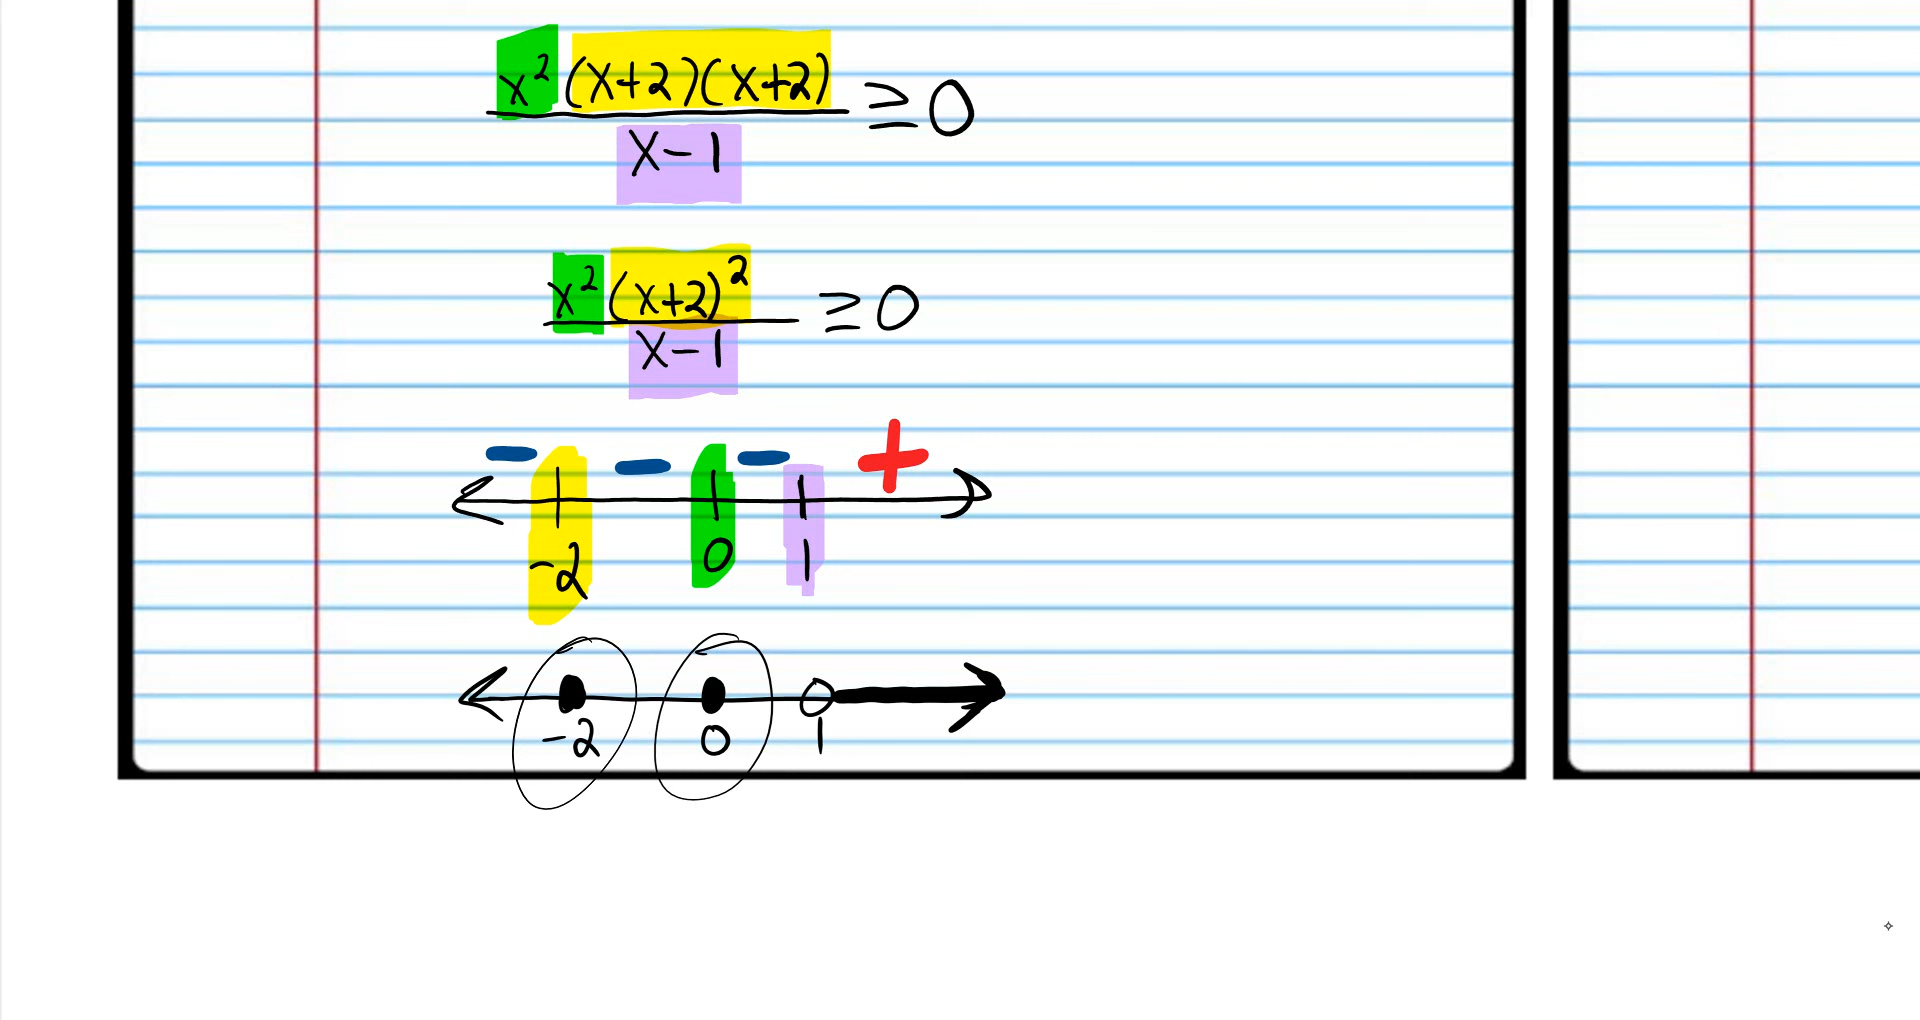 x²(x+2)(x+2)
≥0
x-1
x²(x+2)²
≥0
x-1
- - - +
-2 0 1
-2 0 1